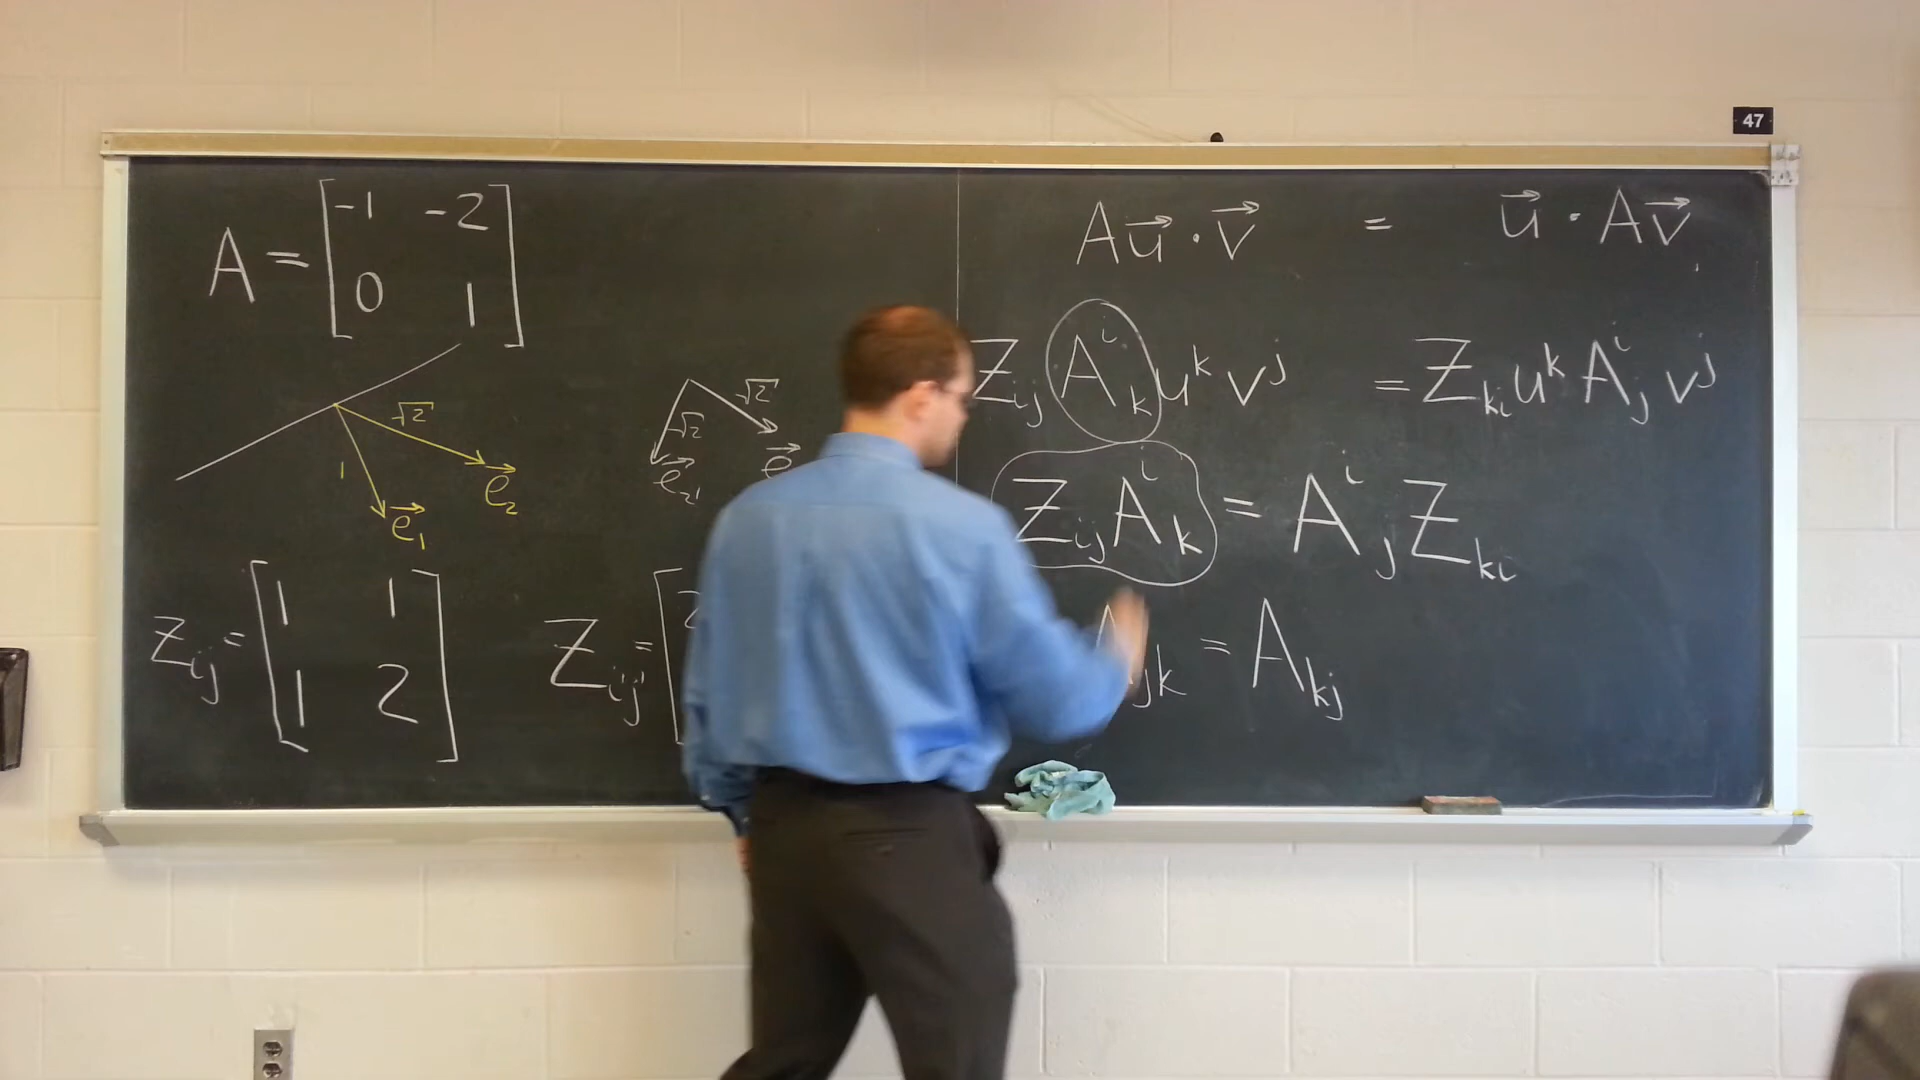 47
A = [ -1 -2
0 1 ]
√2
1
e⃗₂
e⃗₁
√2
√2
e⃗₂'
Z_ij = [ 1 1
1 2 ]
Z_i'j' = [
Au⃗ · v⃗ = u⃗ · Av⃗
Z_ij A^i_k u^k v^j = Z_ki u^k A^i_j v^j
Z_ij A^i_k = A^i_j Z_ki
A_jk = A_kj